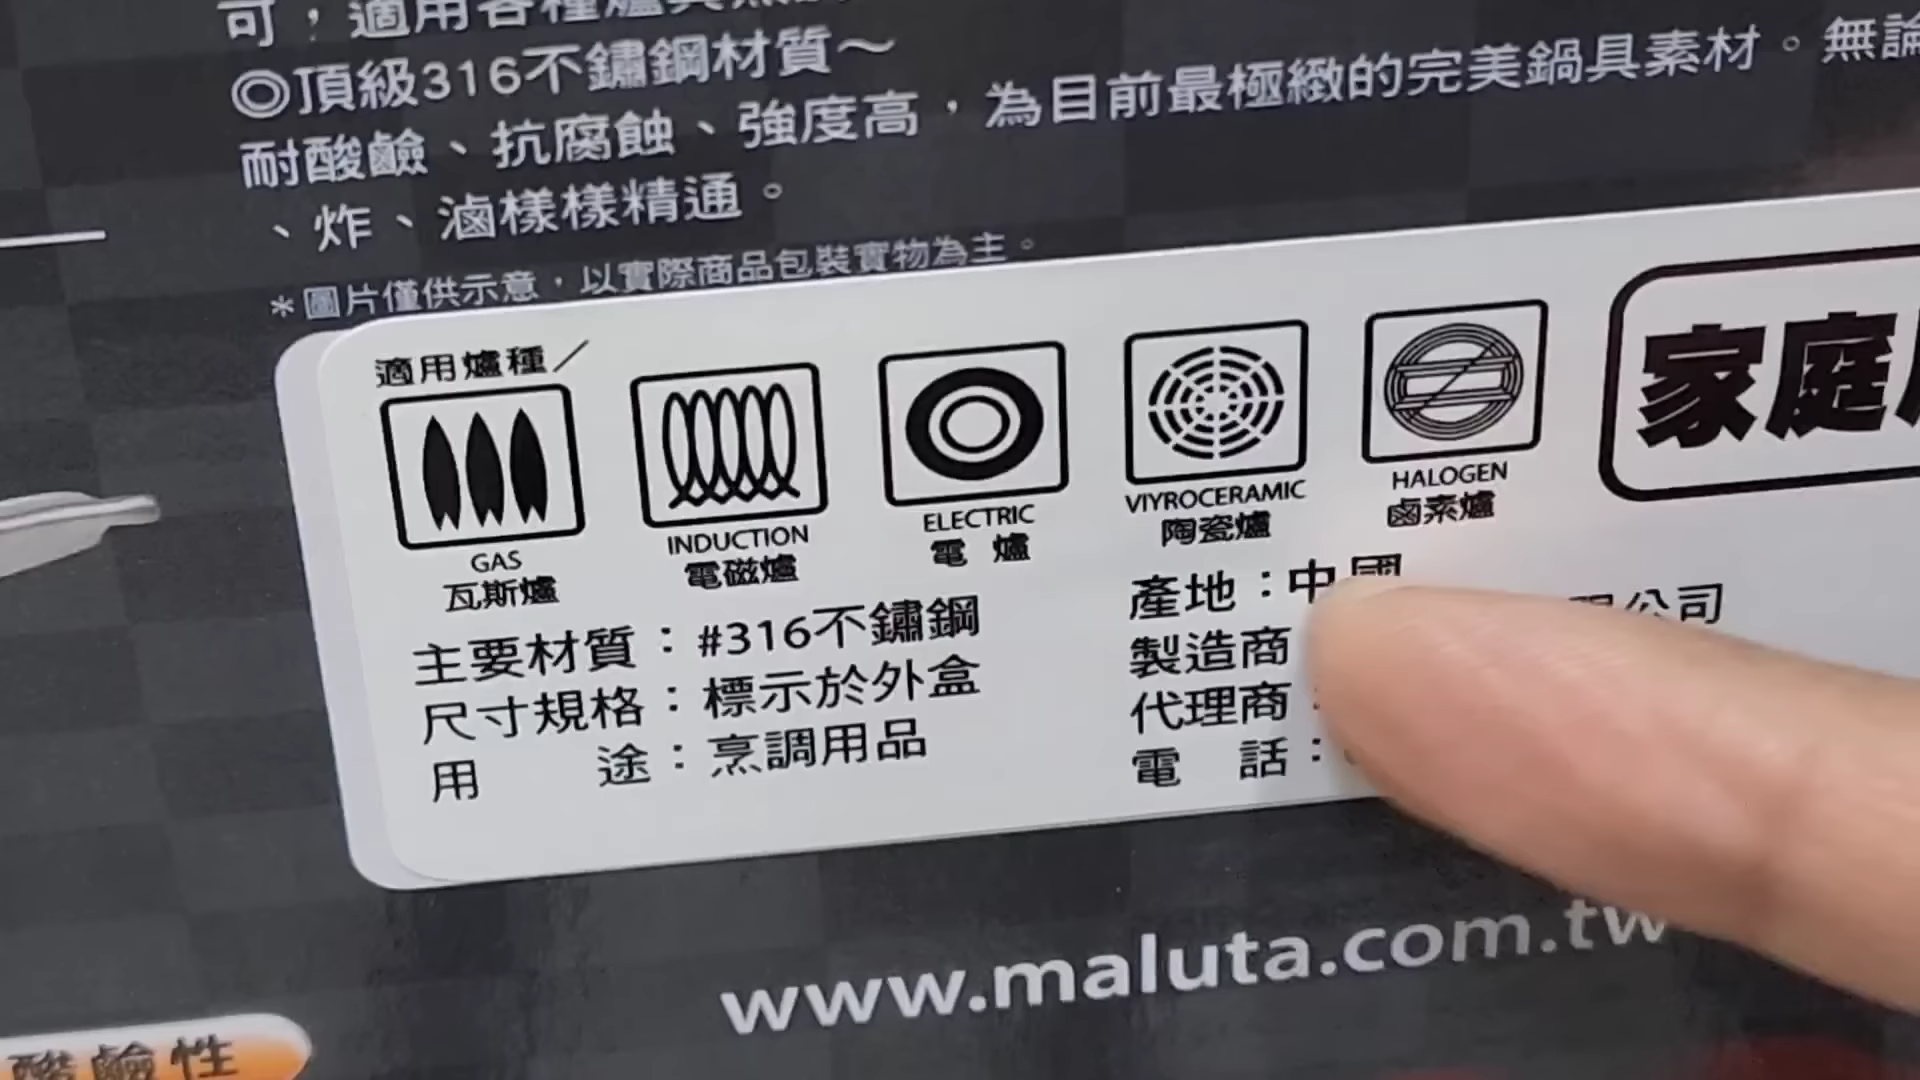 可，適用各種爐具
◎頂級316不鏽鋼材質～
耐酸鹼、抗腐蝕、強度高，為目前最極緻的完美鍋具素材。無論
、炸、滷樣樣精通。
＊圖片僅供示意，以實際商品包裝實物為主。
適用爐種／
GAS
瓦斯爐
INDUCTION
電磁爐
ELECTRIC
電 爐
VIYROCERAMIC
陶瓷爐
HALOGEN
鹵素爐
家庭
主要材質：#316不鏽鋼
尺寸規格：標示於外盒
用 途：烹調用品
產地：中國
製造商 限公司
代理商：
電 話：
www.maluta.com.tw
酸鹼性